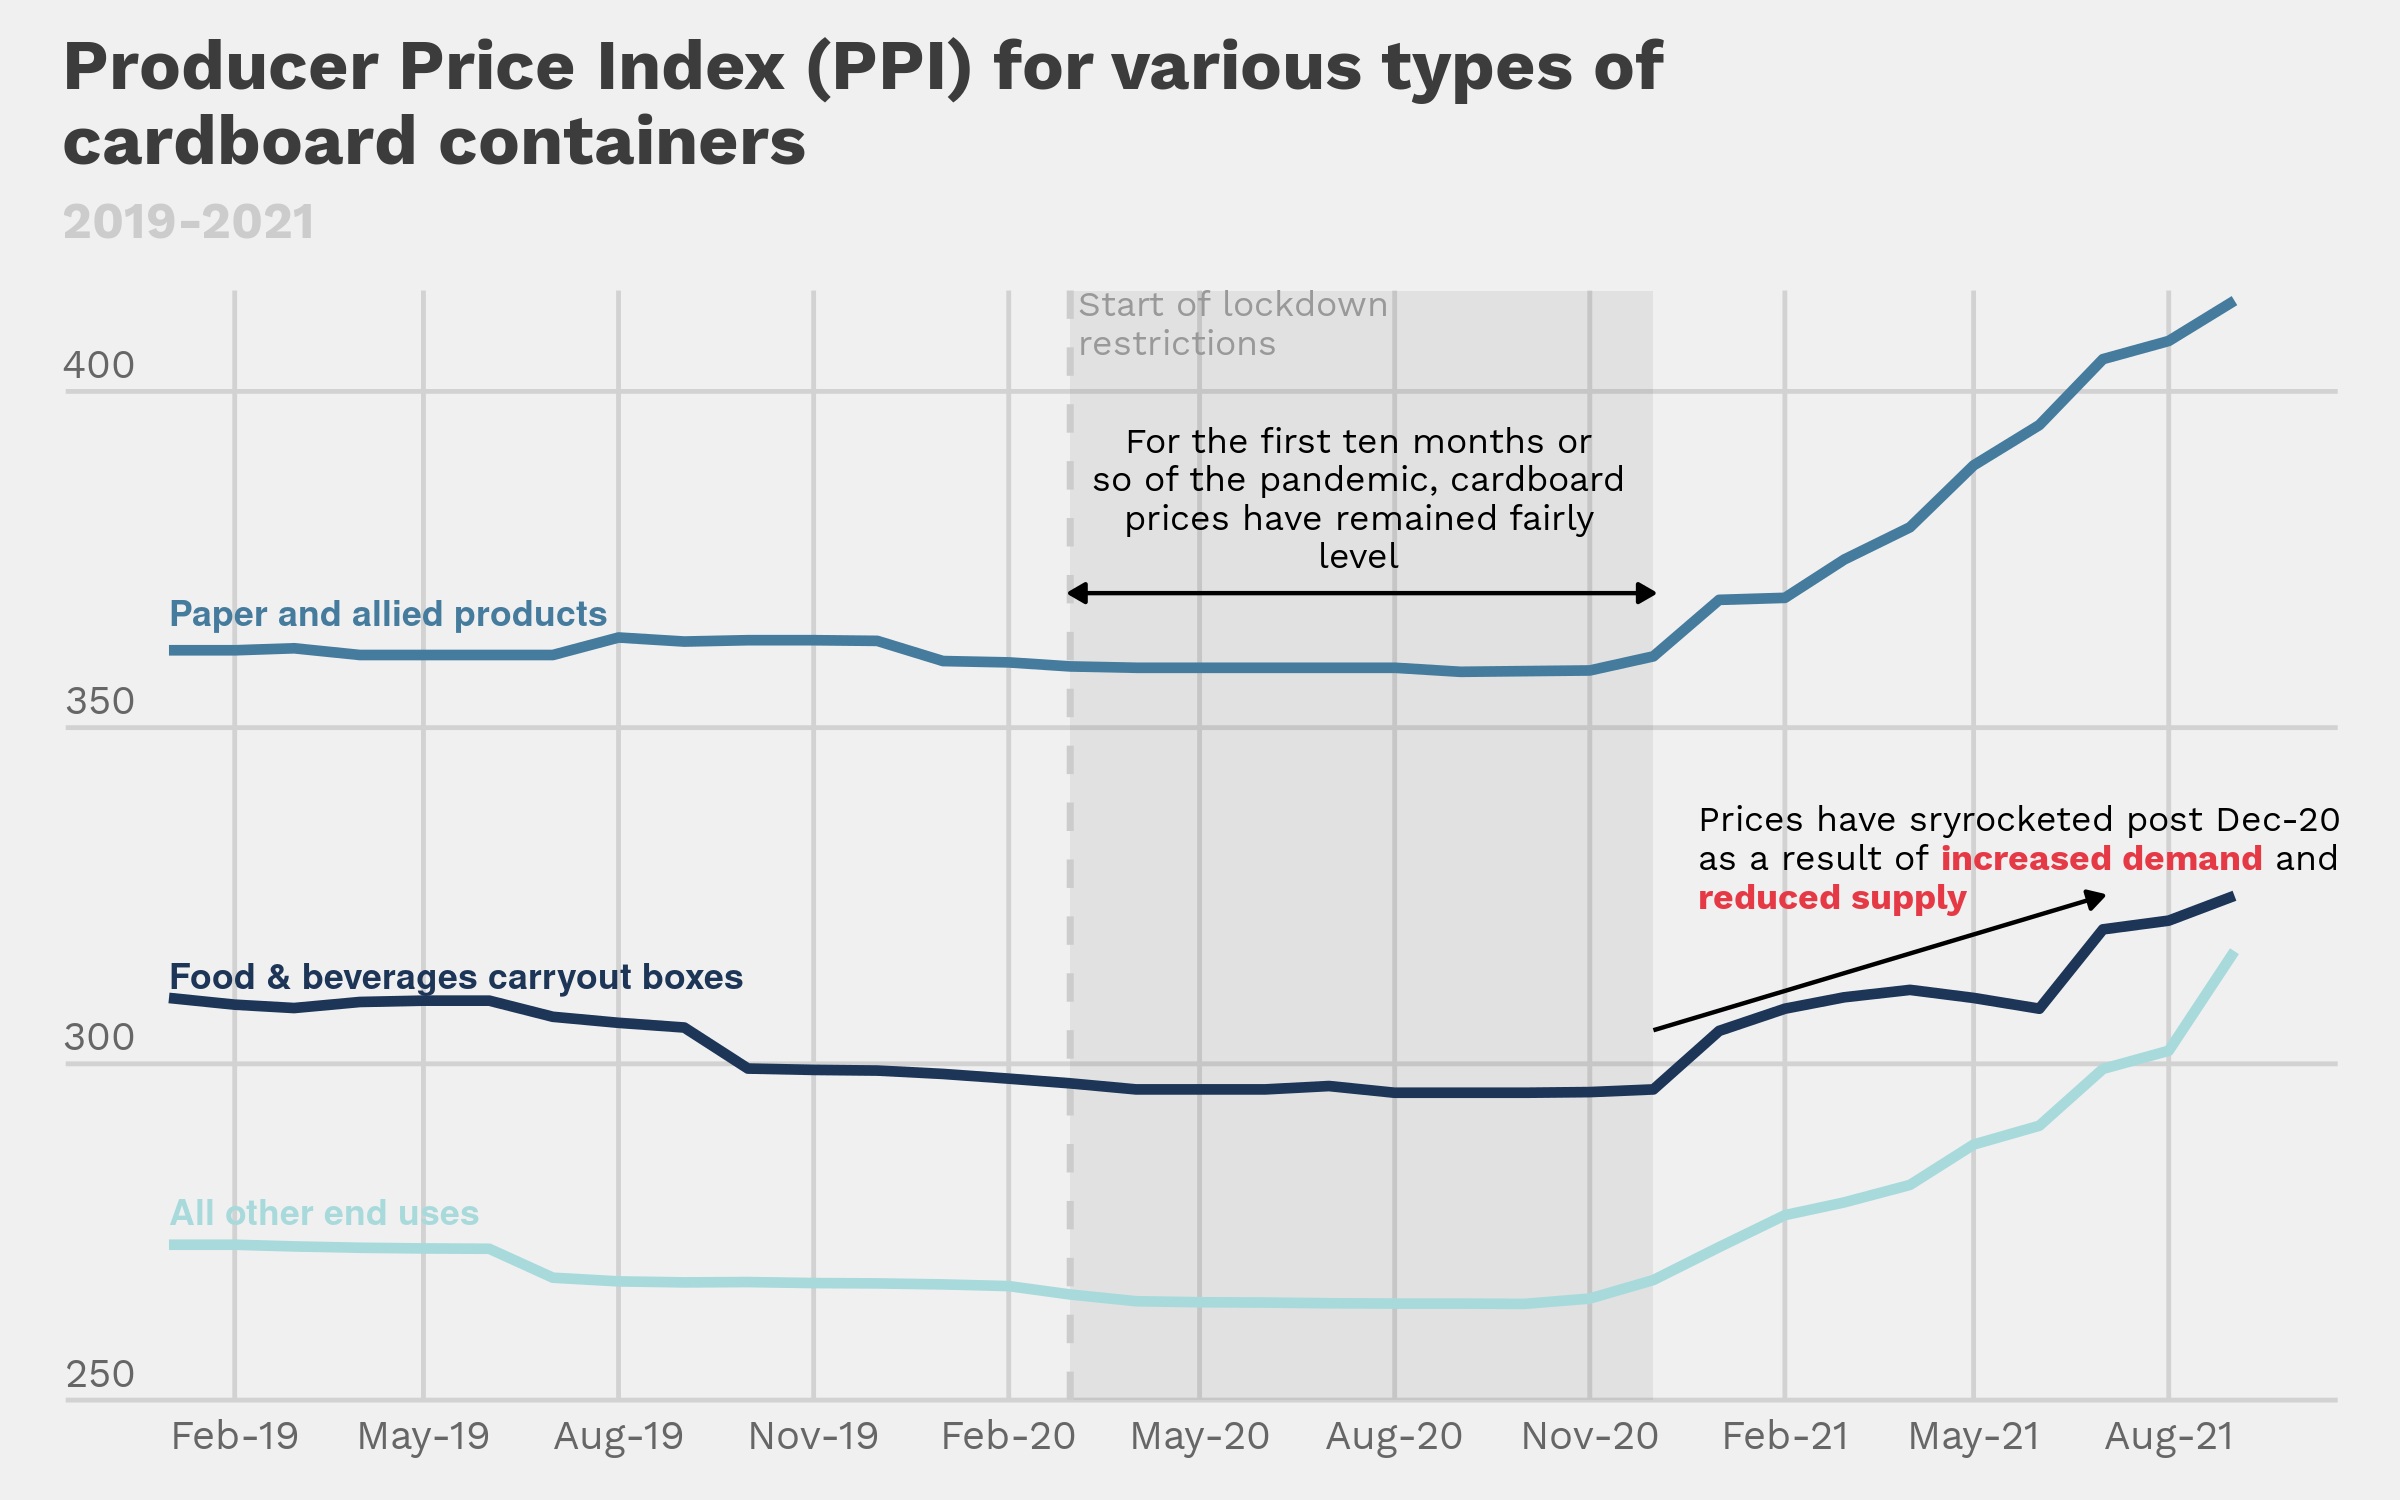 Producer Price Index (PPI) for various types of
cardboard containers
2019-2021
Start of lockdown
restrictions
400
For the first ten months or
so of the pandemic, cardboard
prices have remained fairly
level
Paper and allied products
350
Prices have sryrocketed post Dec-20
as a result of increased demand and
reduced supply
Food & beverages carryout boxes
300
All other end uses
250
Feb-19 May-19 Aug-19 Nov-19 Feb-20 May-20 Aug-20 Nov-20 Feb-21 May-21 Aug-21